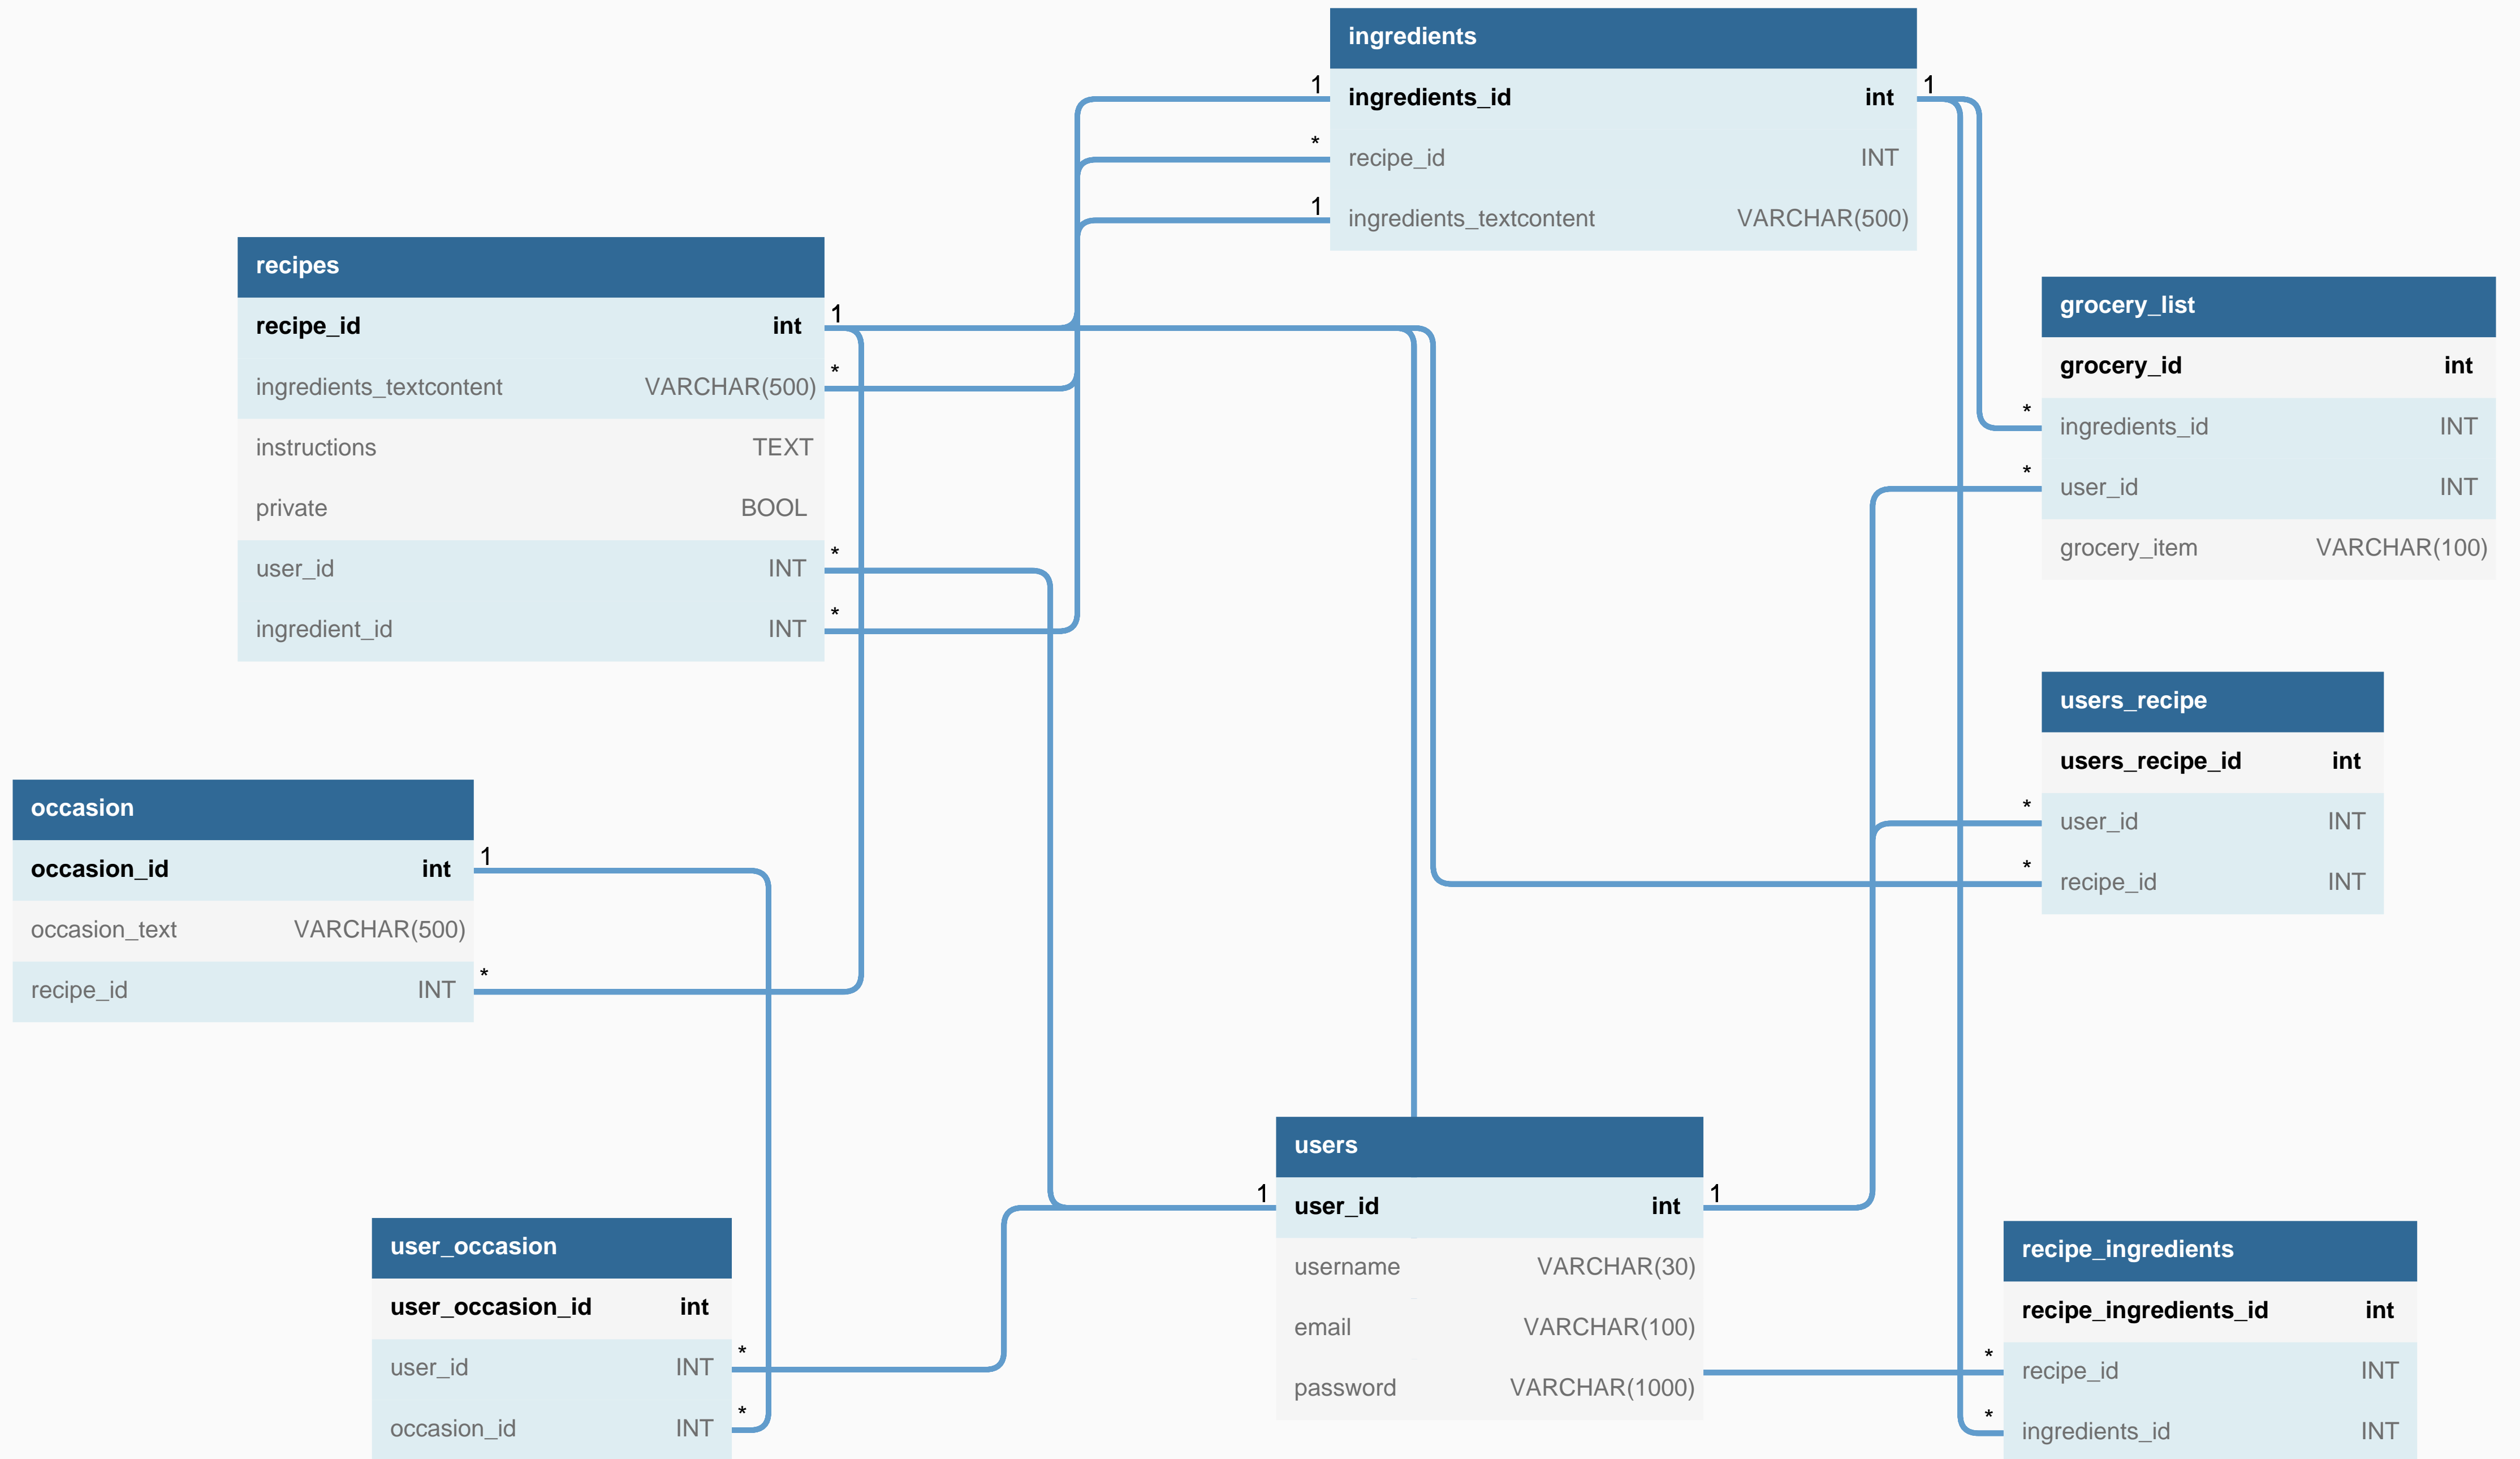 ingredients
1 ingredients_id int 1
* recipe_id INT
1 ingredients_textcontent VARCHAR(500)
recipes
recipe_id int 1
ingredients_textcontent VARCHAR(500) *
instructions TEXT
private BOOL
user_id INT *
ingredient_id INT *
grocery_list
grocery_id int
* ingredients_id INT
* user_id INT
grocery_item VARCHAR(100)
users_recipe
users_recipe_id int
* user_id INT
* recipe_id INT
occasion
occasion_id int 1
occasion_text VARCHAR(500)
recipe_id INT *
users
1 user_id int 1
username VARCHAR(30)
email VARCHAR(100)
password VARCHAR(1000)
user_occasion
user_occasion_id int
user_id INT *
occasion_id INT *
recipe_ingredients
recipe_ingredients_id int
* recipe_id INT
* ingredients_id INT